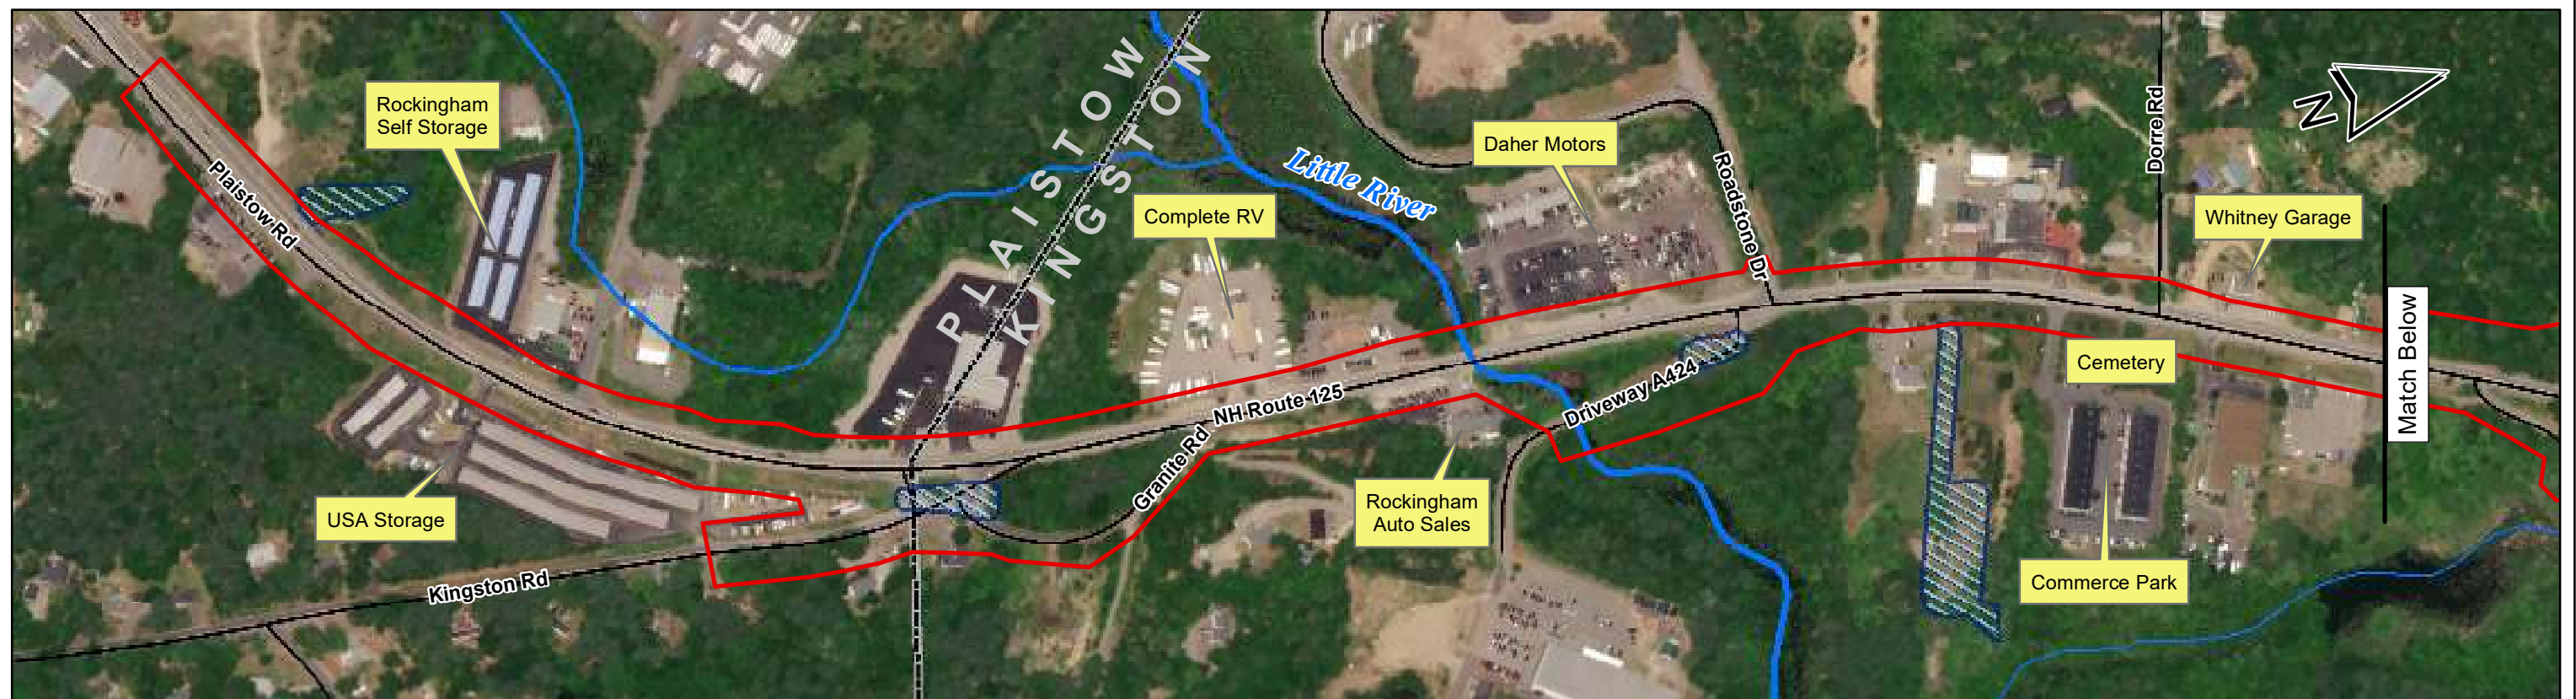 Rockingham
Self Storage
Plaistow Rd
USA Storage
Kingston Rd
PLAISTOW
KINGSTON
Complete RV
Little River
NH Route 125
Granite Rd
Rockingham
Auto Sales
Driveway A424
Daher Motors
Roadstone Dr
Dorre Rd
Whitney Garage
Cemetery
Commerce Park
Match Below
N